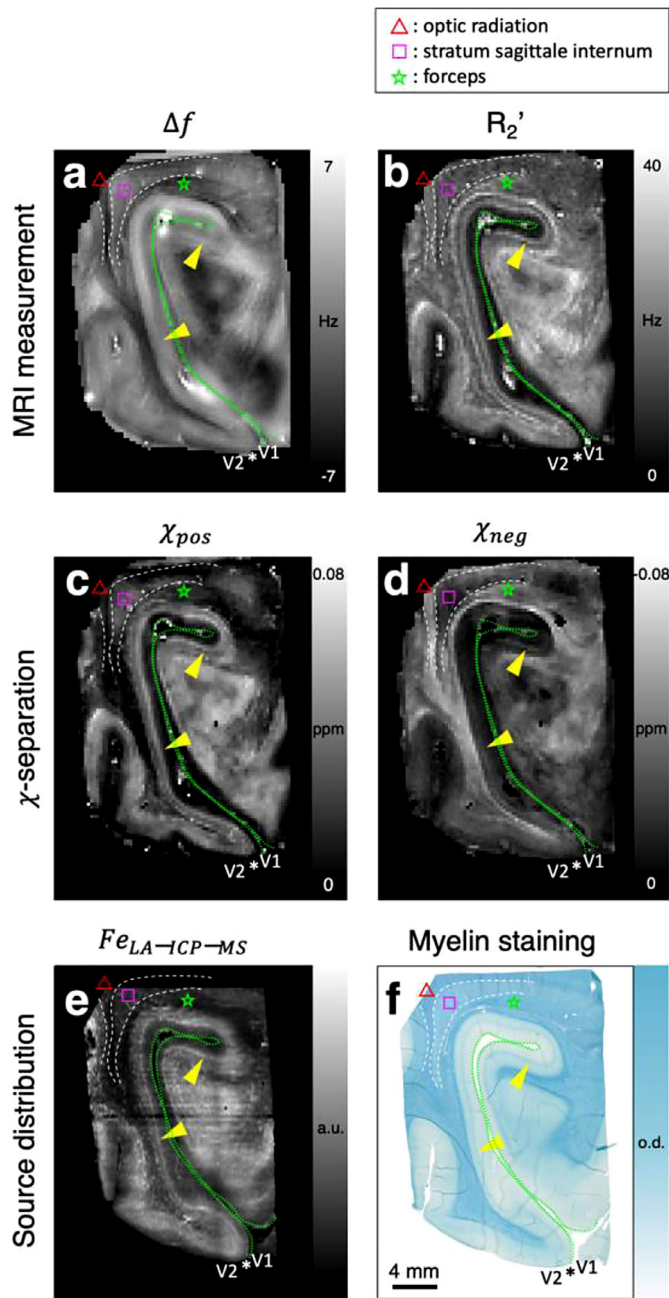 △ : optic radiation
□ : stratum sagittale internum
☆ : forceps
Δf
R₂'
MRI measurement
a
7
Hz
-7
V2 * V1
b
40
Hz
0
V2 * V1
χpos
χneg
χ-separation
c
0.08
ppm
0
V2 * V1
d
-0.08
ppm
0
V2 * V1
Fe LA-ICP-MS
Myelin staining
Source distribution
e
a.u.
V2 * V1
f
o.d.
4 mm
V2 * V1